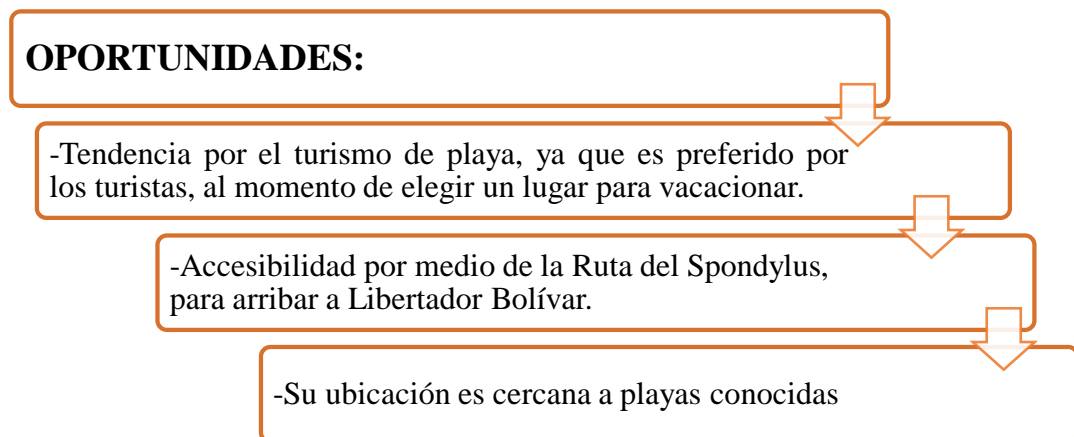 OPORTUNIDADES:
-Tendencia por el turismo de playa, ya que es preferido por
los turistas, al momento de elegir un lugar para vacacionar.
-Accesibilidad por medio de la Ruta del Spondylus,
para arribar a Libertador Bolívar.
-Su ubicación es cercana a playas conocidas